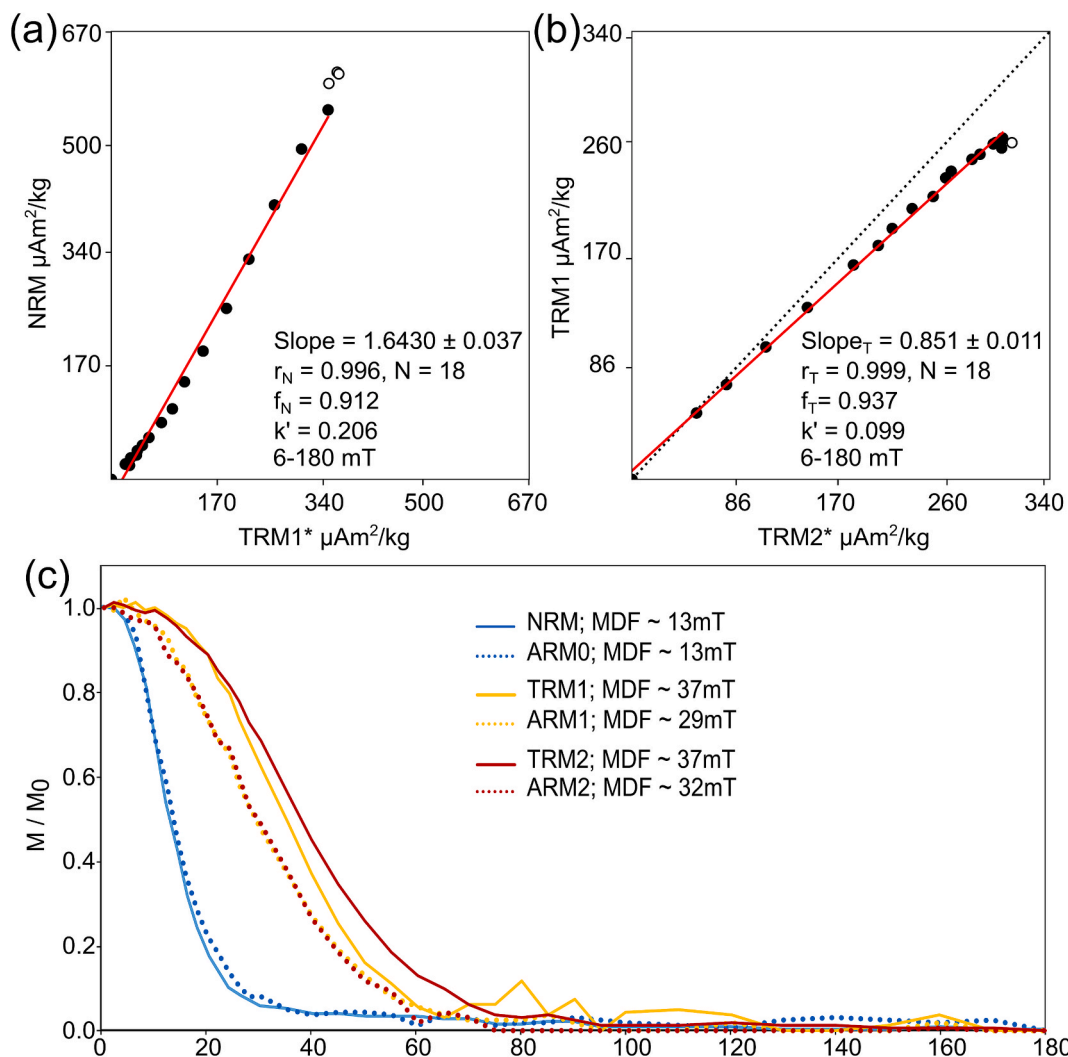 (a)
670
500
340
170
NRM µAm²/kg
Slope = 1.6430 ± 0.037
r_N = 0.996, N = 18
f_N = 0.912
k' = 0.206
6-180 mT
170 340 500 670
TRM1* µAm²/kg
(b)
340
260
170
86
TRM1 µAm²/kg
Slope_T = 0.851 ± 0.011
r_T = 0.999, N = 18
f_T= 0.937
k' = 0.099
6-180 mT
86 170 260 340
TRM2* µAm²/kg
(c)
1.0
0.8
0.6
0.4
0.2
0.0
M / M₀
NRM; MDF ~ 13mT
ARM0; MDF ~ 13mT
TRM1; MDF ~ 37mT
ARM1; MDF ~ 29mT
TRM2; MDF ~ 37mT
ARM2; MDF ~ 32mT
0 20 40 60 80 100 120 140 160 180